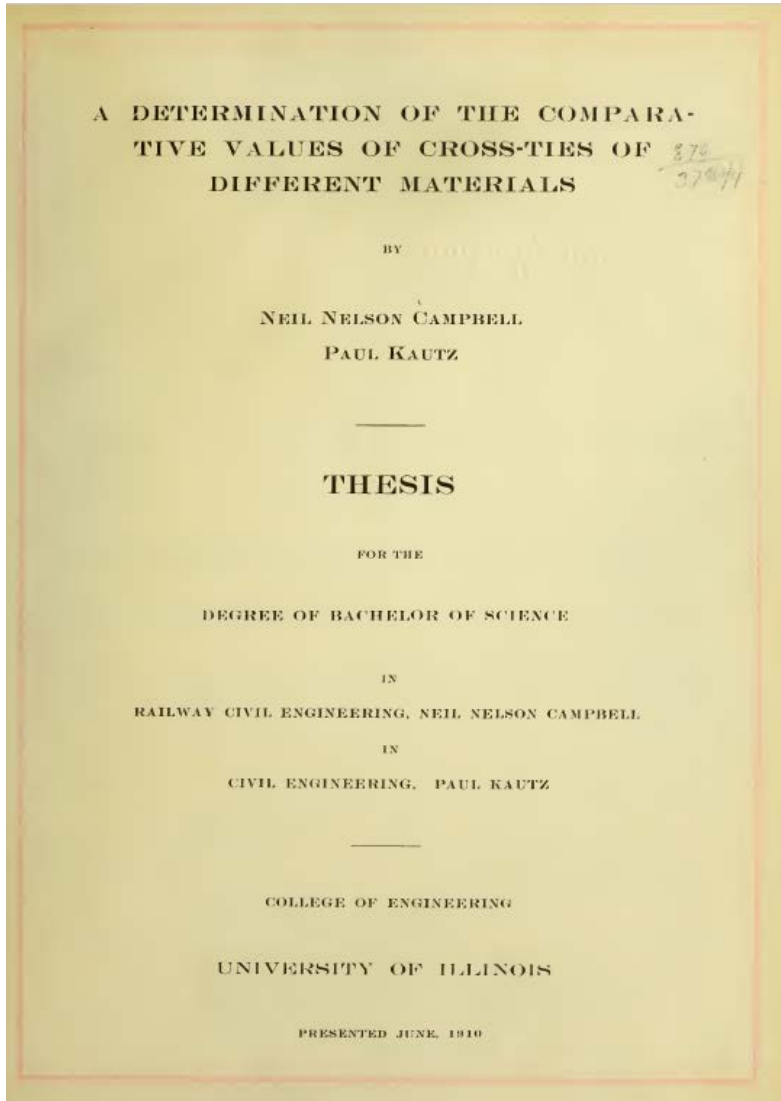 A DETERMINATION OF THE COMPARA-
TIVE VALUES OF CROSS-TIES OF
DIFFERENT MATERIALS
BY
NEIL NELSON CAMPBELL
PAUL KAUTZ
THESIS
FOR THE
DEGREE OF BACHELOR OF SCIENCE
IN
RAILWAY CIVIL ENGINEERING, NEIL NELSON CAMPBELL
IN
CIVIL ENGINEERING, PAUL KAUTZ
COLLEGE OF ENGINEERING
UNIVERSITY OF ILLINOIS
PRESENTED JUNE, 1910